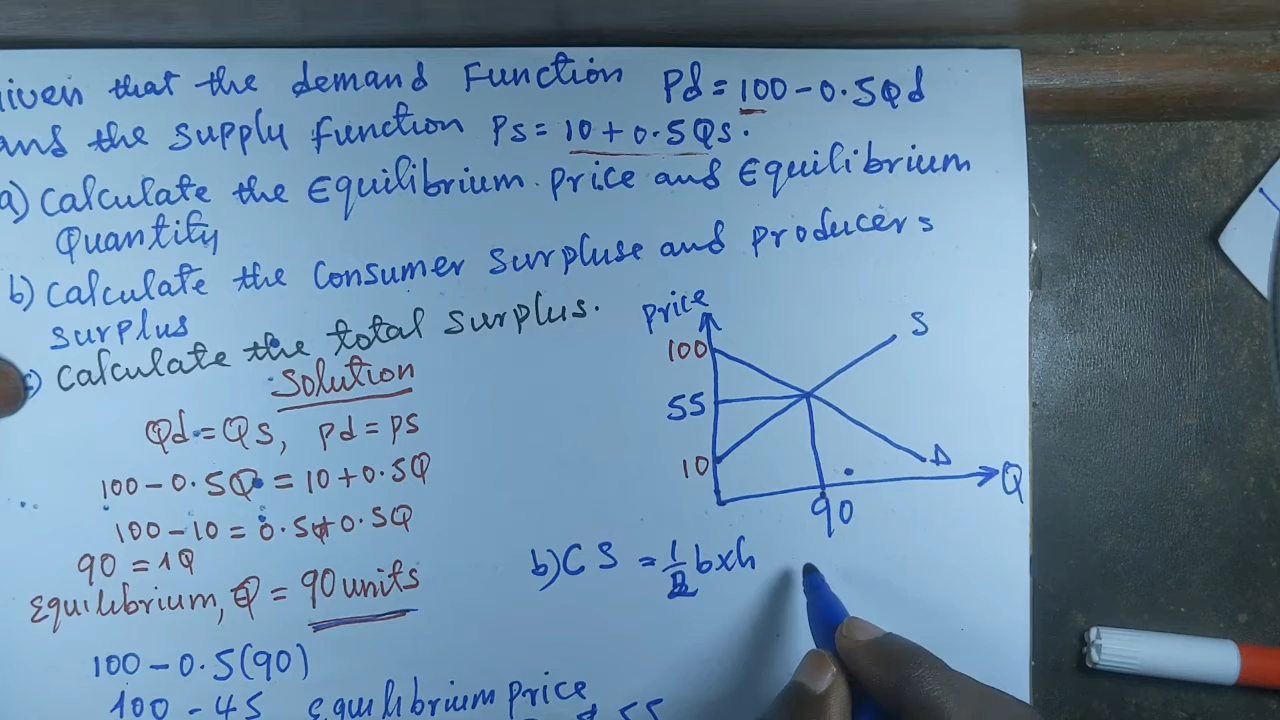 iven that the demand Function Pd = 100 - 0.5Qd
and the supply function Ps = 10 + 0.5Qs.
a) Calculate the Equilibrium price and Equilibrium
Quantity
b) Calculate the Consumer surpluse and producers
surplus
c) Calculate the total surplus.
Solution
Qd = Qs, Pd = Ps
100 - 0.5Q = 10 + 0.5Q
100 - 10 = 0.5Q + 0.5Q
90 = 1Q
Equilibrium, Q = 90 units
100 - 0.5(90)
100 - 45 equilibrium price
55
price
100
55
10
S
D
Q
90
b) CS = 1/2 b x h